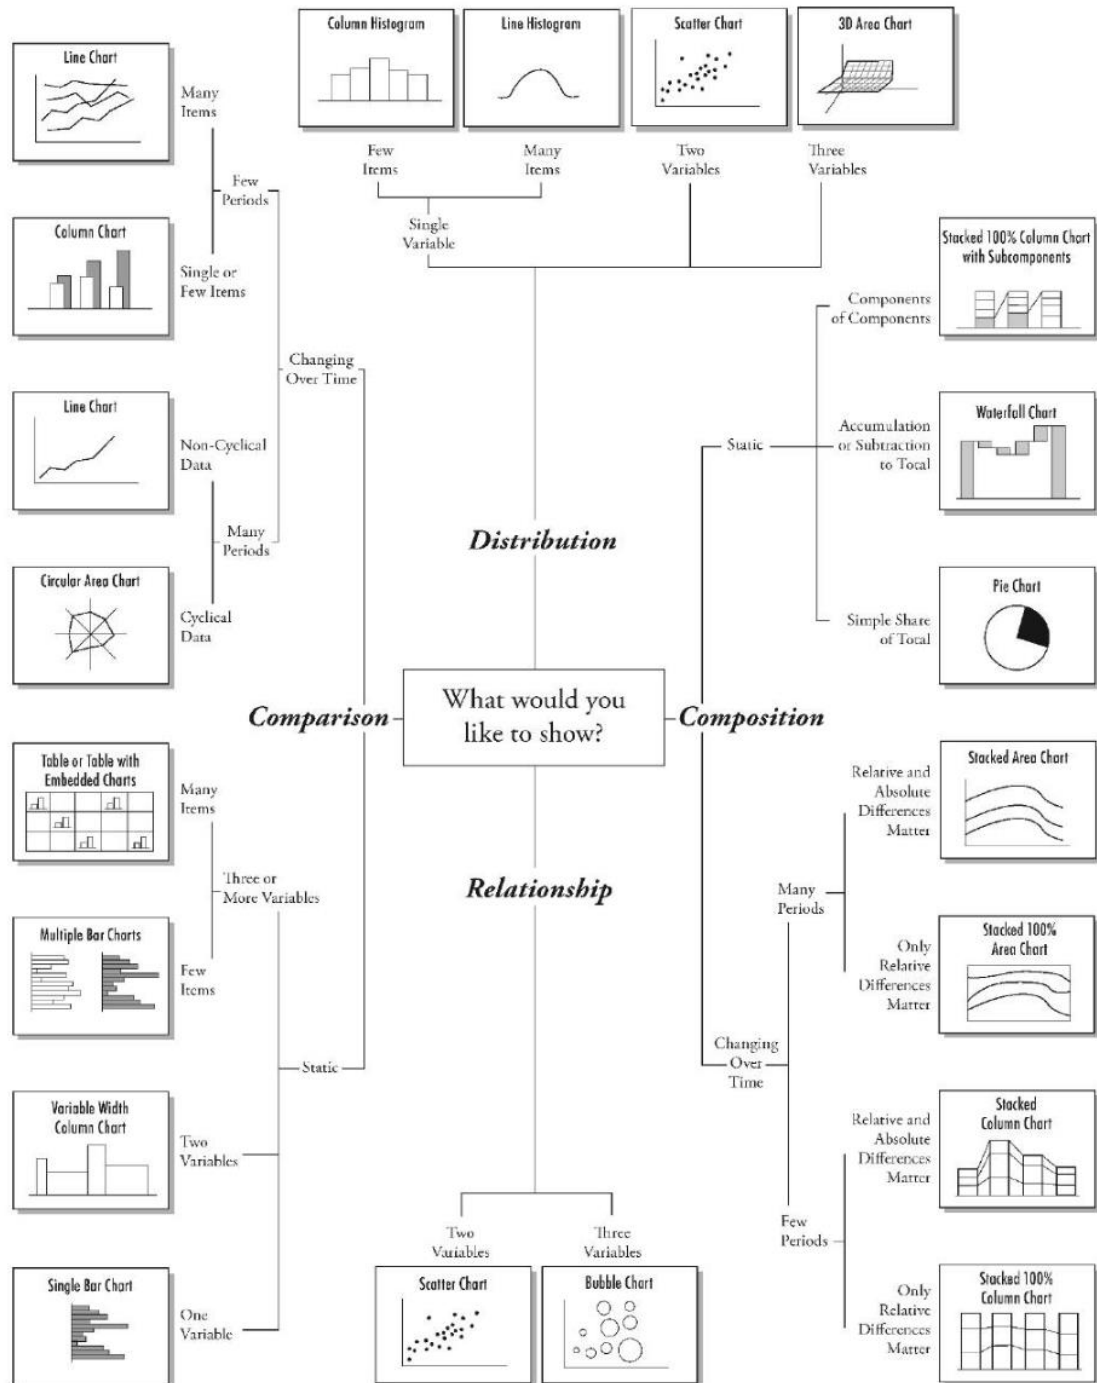 Column Histogram
Line Histogram
Scatter Chart
3D Area Chart
Few
Items
Many
Items
Two
Variables
Three
Variables
Single
Variable
Line Chart
Many
Items
Few
Periods
Column Chart
Single or
Few Items
Changing
Over Time
Line Chart
Non-Cyclical
Data
Many
Periods
Circular Area Chart
Cyclical
Data
Distribution
Stacked 100% Column Chart
with Subcomponents
Components
of Components
Static
Waterfall Chart
Accumulation
or Subtraction
to Total
Pie Chart
Simple Share
of Total
Comparison
What would you
like to show?
Composition
Table or Table with
Embedded Charts
Many
Items
Three or
More Variables
Multiple Bar Charts
Few
Items
Static
Variable Width
Column Chart
Two
Variables
Single Bar Chart
One
Variable
Relationship
Two
Variables
Three
Variables
Scatter Chart
Bubble Chart
Stacked Area Chart
Relative and
Absolute
Differences
Matter
Many
Periods
Stacked 100%
Area Chart
Only
Relative
Differences
Matter
Changing
Over
Time
Stacked
Column Chart
Relative and
Absolute
Differences
Matter
Few
Periods
Stacked 100%
Column Chart
Only
Relative
Differences
Matter